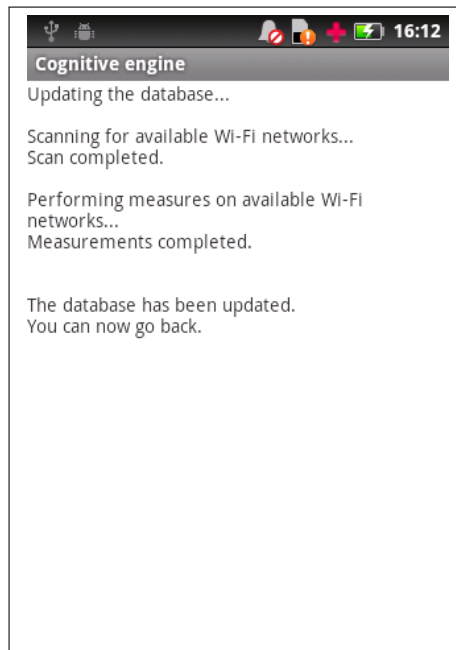 16:12
Cognitive engine
Updating the database...
Scanning for available Wi-Fi networks...
Scan completed.
Performing measures on available Wi-Fi
networks...
Measurements completed.
The database has been updated.
You can now go back.